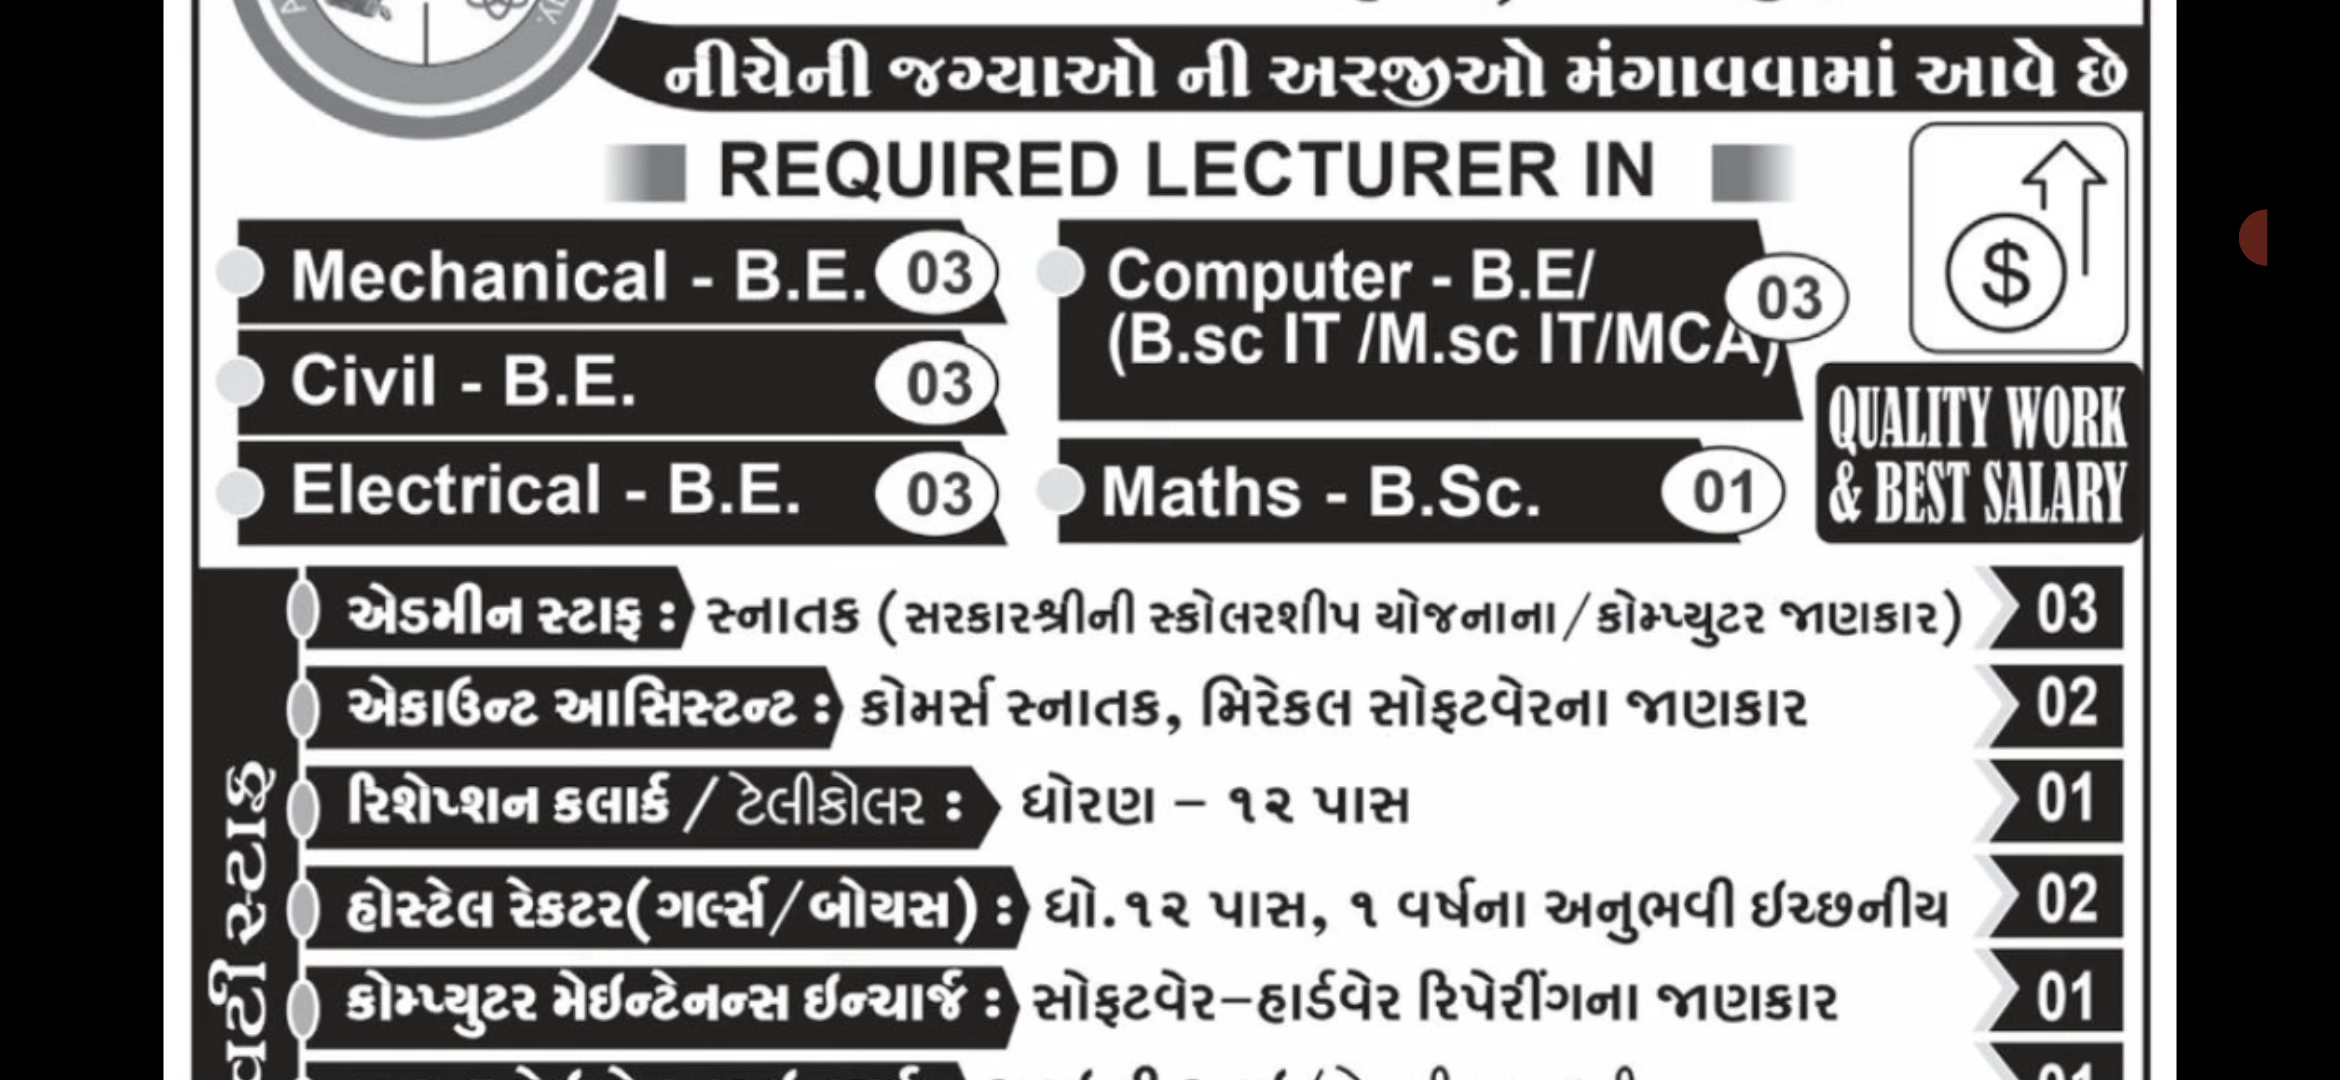 નીચેની જગ્યાઓ ની અરજીઓ મંગાવવામાં આવે છે
REQUIRED LECTURER IN
Mechanical - B.E. 03
Civil - B.E. 03
Electrical - B.E. 03
Computer - B.E/
(B.sc IT /M.sc IT/MCA) 03
Maths - B.Sc. 01
$
QUALITY WORK
& BEST SALARY
એડમીન સ્ટાફ : સ્નાતક (સરકારશ્રીની સ્કોલરશીપ યોજનાના/કોમ્પ્યુટર જાણકાર) 03
એકાઉન્ટ આસિસ્ટન્ટ : કોમર્સ સ્નાતક, મિરેકલ સોફટવેરના જાણકાર 02
રિશેપ્શન કલાર્ક / ટેલીકોલર : ધોરણ – ૧૨ પાસ 01
હોસ્ટેલ રેકટર(ગર્લ્સ/બોયસ) : ધો.૧૨ પાસ, ૧ વર્ષના અનુભવી ઈચ્છનીય 02
કોમ્પ્યુટર મેઈન્ટેનન્સ ઈન્ચાર્જ : સોફટવેર–હાર્ડવેર રિપેરીંગના જાણકાર 01
સ્ટાફ